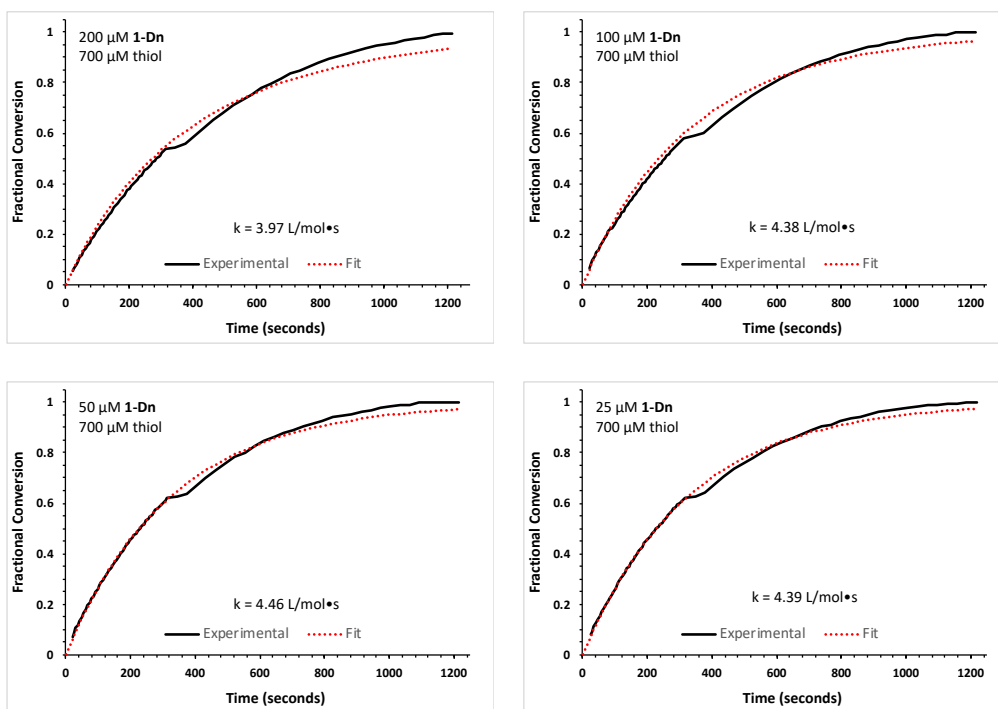 200 µM 1-Dn
700 µM thiol
Fractional Conversion
1
0.8
0.6
0.4
0.2
0
k = 3.97 L/mol•s
Experimental Fit
0 200 400 600 800 1000 1200
Time (seconds)
100 µM 1-Dn
700 µM thiol
Fractional Conversion
1
0.8
0.6
0.4
0.2
0
k = 4.38 L/mol•s
Experimental Fit
0 200 400 600 800 1000 1200
Time (seconds)
50 µM 1-Dn
700 µM thiol
Fractional Conversion
1
0.8
0.6
0.4
0.2
0
k = 4.46 L/mol•s
Experimental Fit
0 200 400 600 800 1000 1200
Time (seconds)
25 µM 1-Dn
700 µM thiol
Fractional Conversion
1
0.8
0.6
0.4
0.2
0
k = 4.39 L/mol•s
Experimental Fit
0 200 400 600 800 1000 1200
Time (seconds)